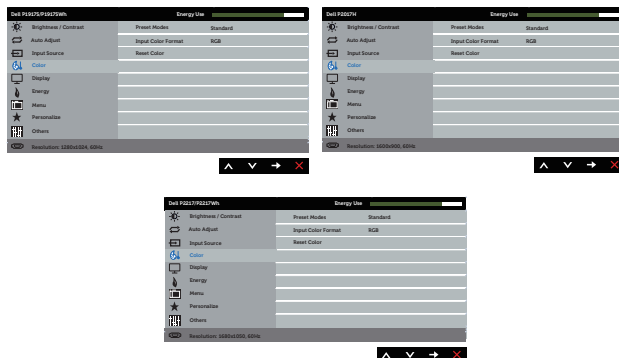 Dell P1917S/P1917SWh Energy Use
Brightness / Contrast Preset Modes Standard
Auto Adjust Input Color Format RGB
Input Source Reset Color
Color
Display
Energy
Menu
Personalize
Others
Resolution: 1280x1024, 60Hz
Dell P2017H Energy Use
Brightness / Contrast Preset Modes Standard
Auto Adjust Input Color Format RGB
Input Source Reset Color
Color
Display
Energy
Menu
Personalize
Others
Resolution: 1600x900, 60Hz
Dell P2217/P2217Wh Energy Use
Brightness / Contrast Preset Modes Standard
Auto Adjust Input Color Format RGB
Input Source Reset Color
Color
Display
Energy
Menu
Personalize
Others
Resolution: 1680x1050, 60Hz